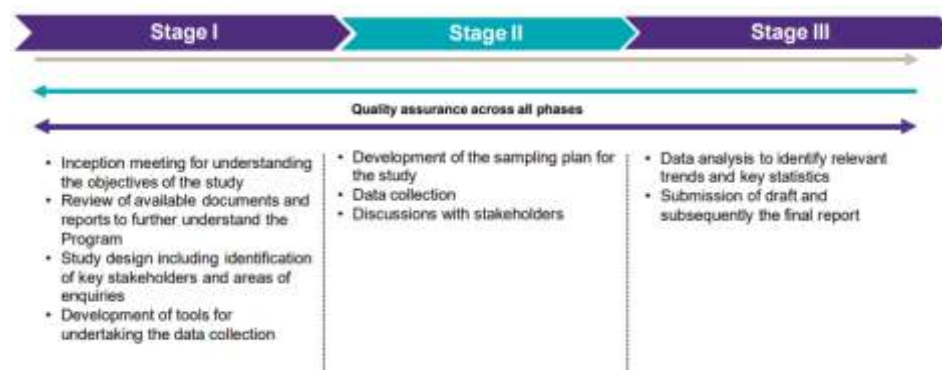 Stage I
Stage II
Stage III
Quality assurance across all phases
• Inception meeting for understanding
the objectives of the study
• Review of available documents and
reports to further understand the
Program
• Study design including identification
of key stakeholders and areas of
enquiries
• Development of tools for
undertaking the data collection
• Development of the sampling plan for
the study
• Data collection
• Discussions with stakeholders
• Data analysis to identify relevant
trends and key statistics
• Submission of draft and
subsequently the final report